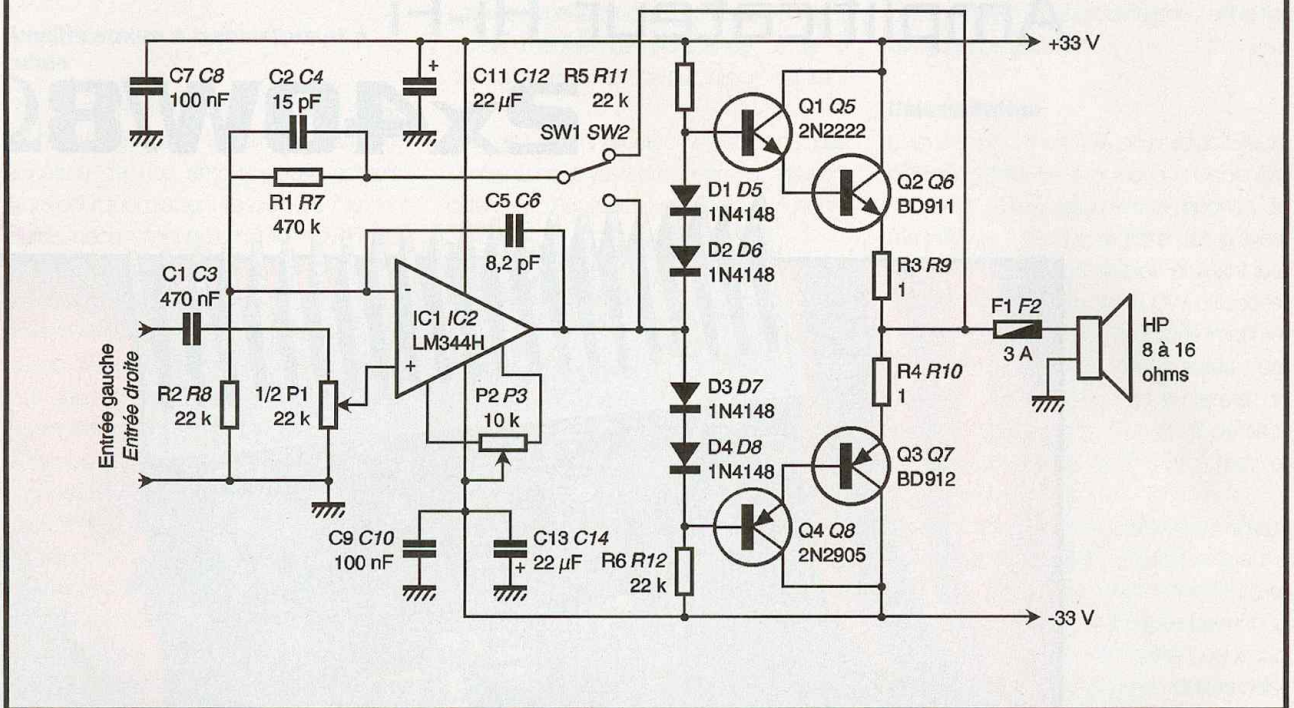 +33 V
C7 C8
100 nF
C2 C4
15 pF
C11 C12
22 µF
R5 R11
22 k
SW1 SW2
Q1 Q5
2N2222
R1 R7
470 k
C5 C6
8,2 pF
D1 D5
1N4148
Q2 Q6
BD911
D2 D6
1N4148
R3 R9
1
C1 C3
470 nF
-
IC1 IC2
LM344H
+
F1 F2
3 A
HP
8 à 16
ohms
Entrée gauche
Entrée droite
R2 R8
22 k
1/2 P1
22 k
P2 P3
10 k
D3 D7
1N4148
R4 R10
1
D4 D8
1N4148
Q3 Q7
BD912
C9 C10
100 nF
C13 C14
22 µF
R6 R12
22 k
Q4 Q8
2N2905
+
+
-33 V